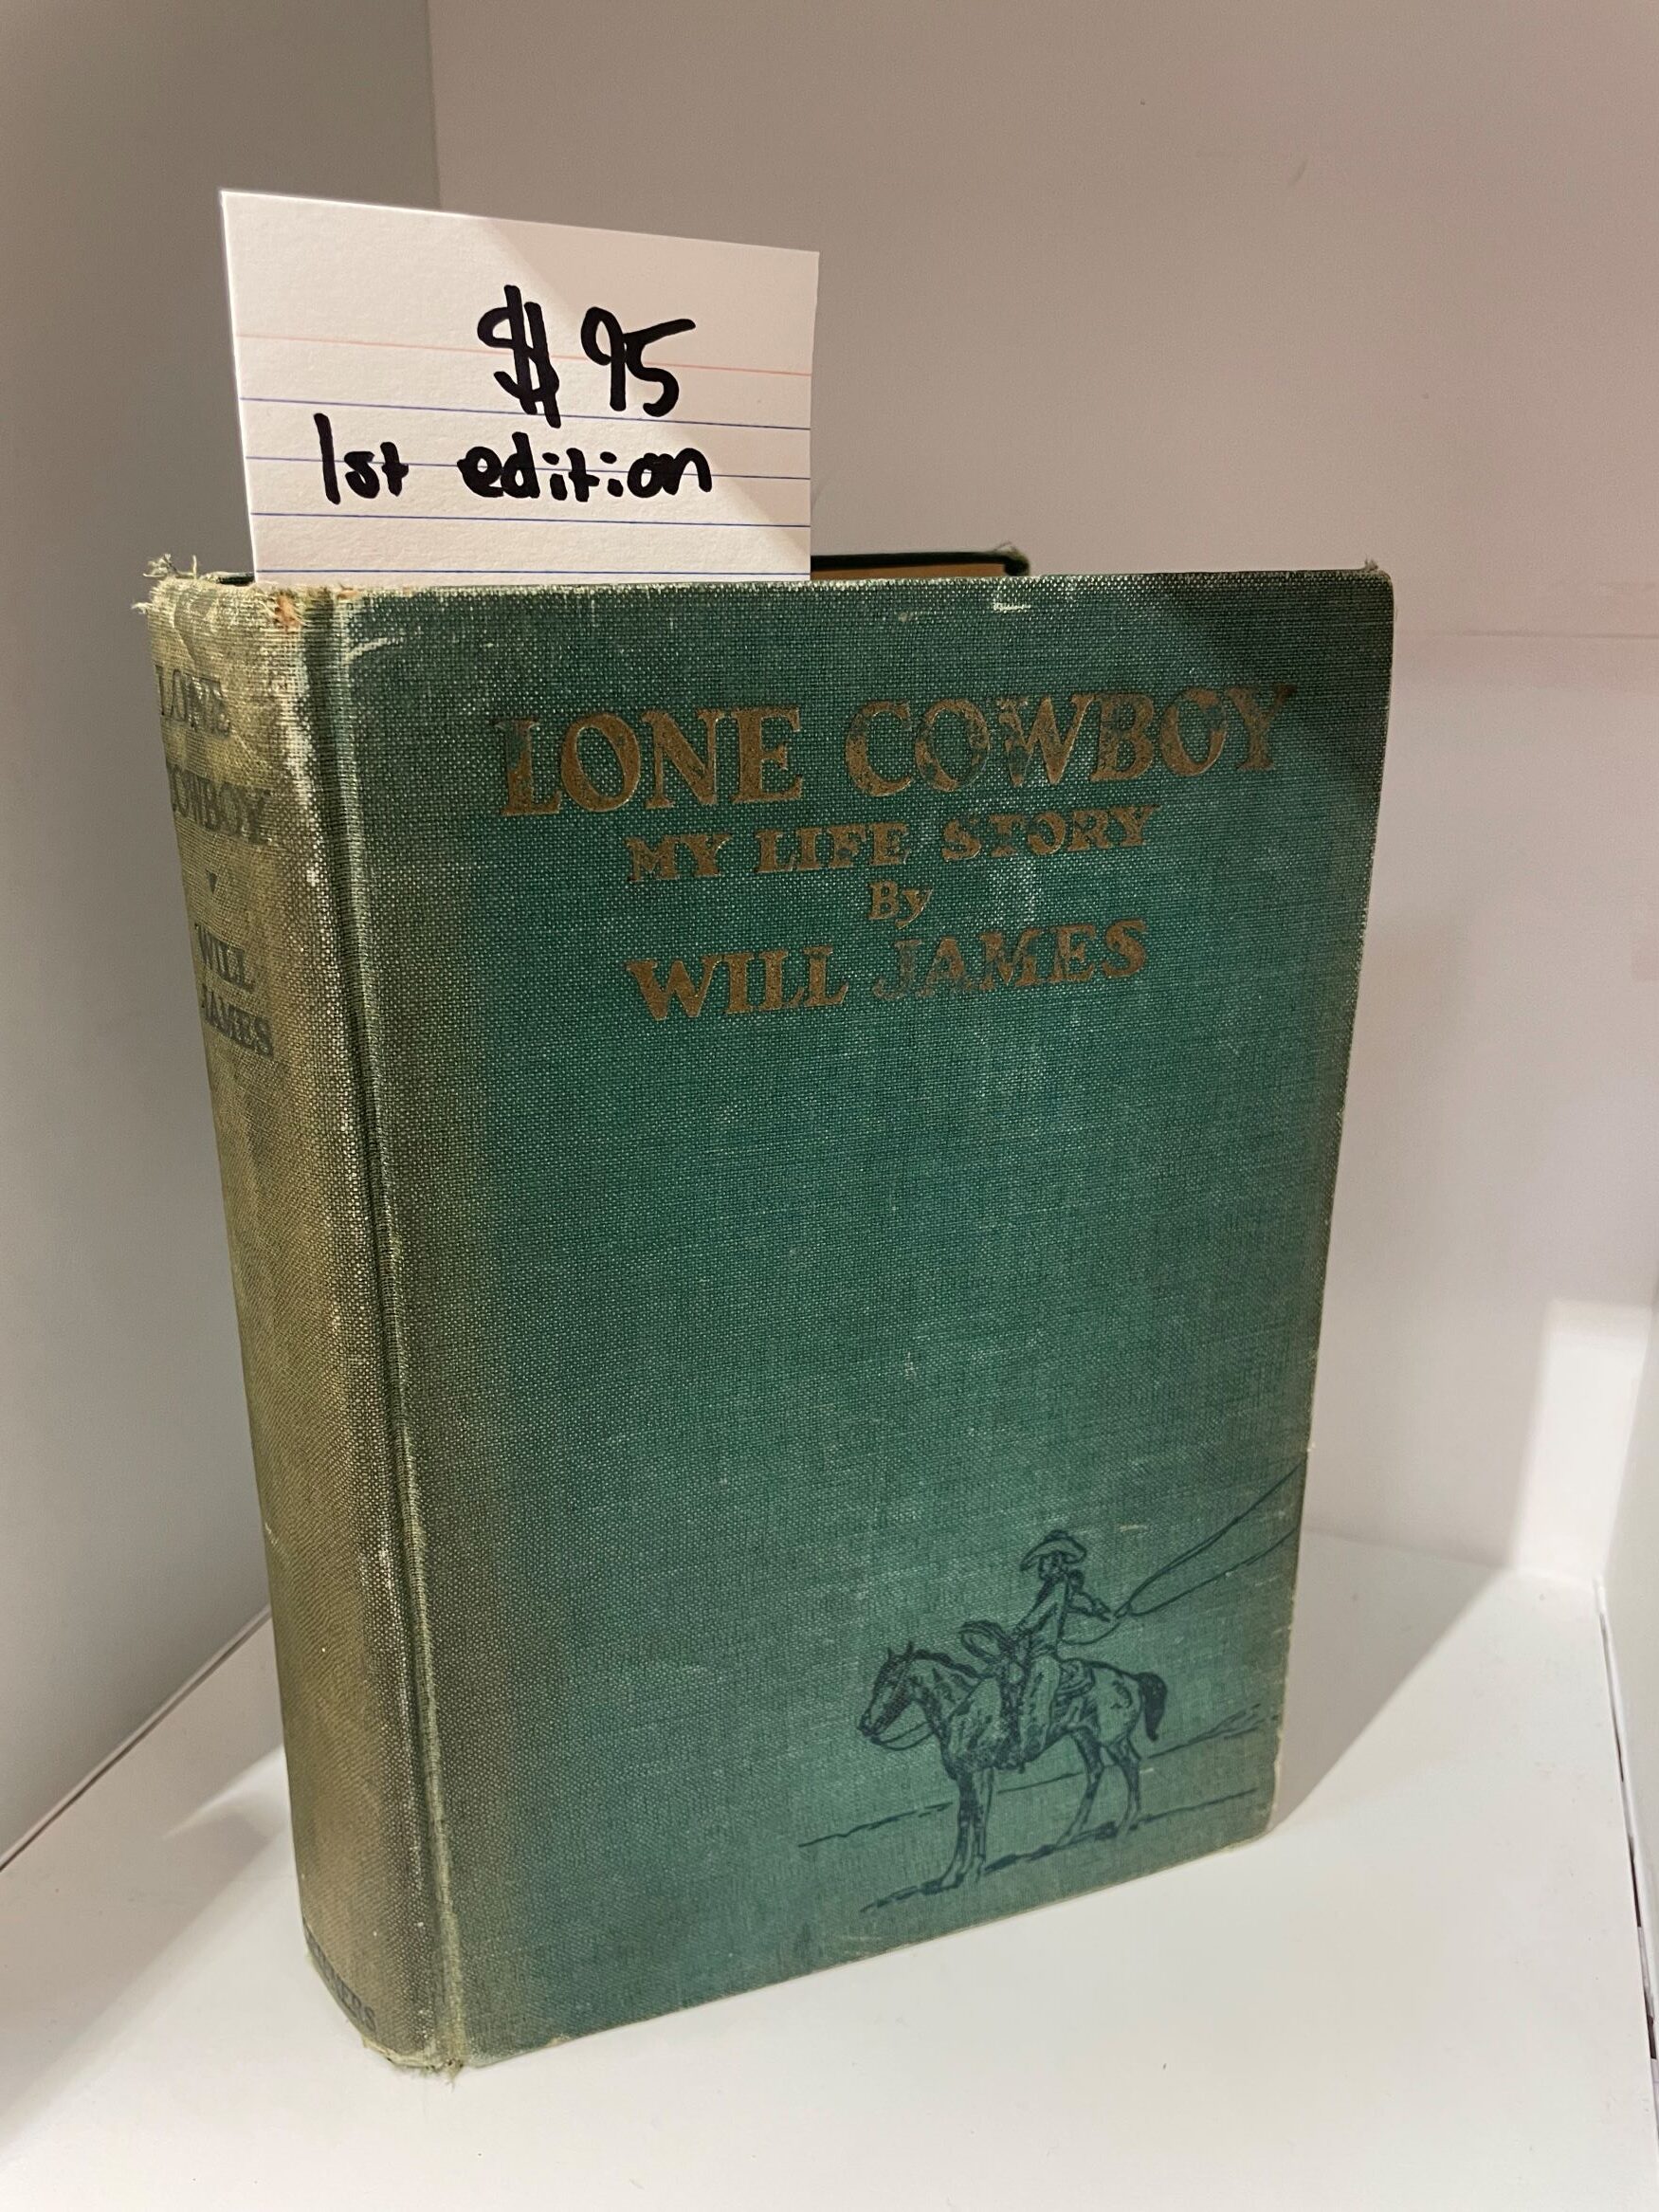 $95
1st edition
LONE COWBOY
MY LIFE STORY
By
WILL JAMES
LONE
COWBOY
WILL
JAMES